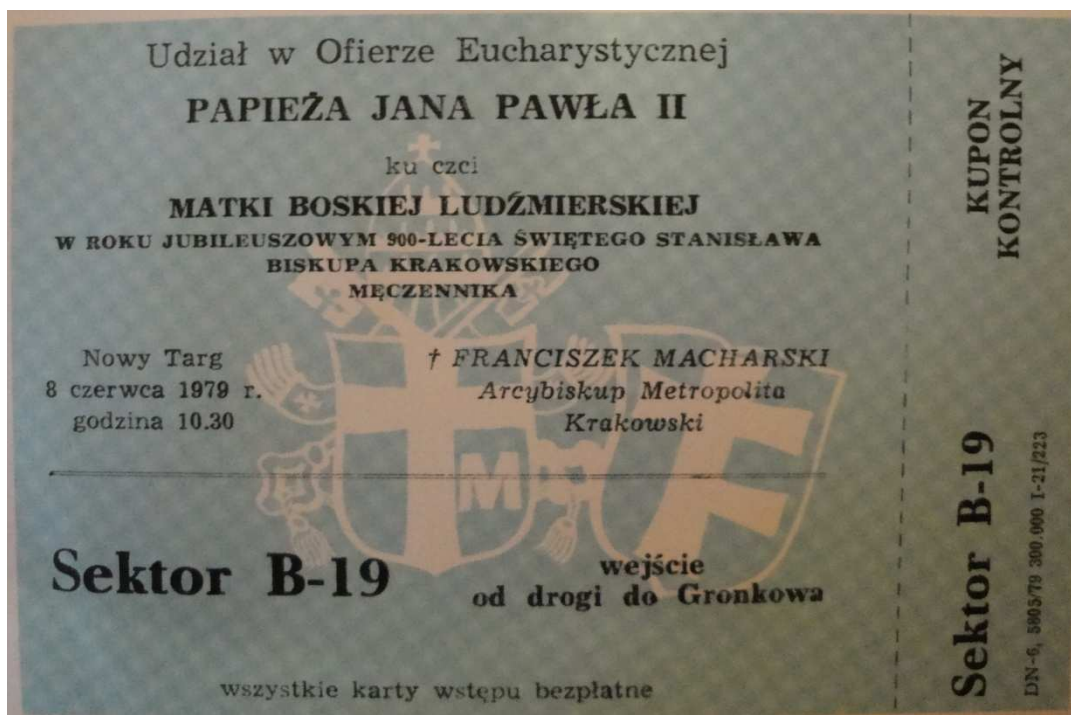 Udział w Ofierze Eucharystycznej
PAPIEŻA JANA PAWŁA II
ku czci
MATKI BOSKIEJ LUDŹMIERSKIEJ
W ROKU JUBILEUSZOWYM 900-LECIA ŚWIĘTEGO STANISŁAWA
BISKUPA KRAKOWSKIEGO
MĘCZENNIKA
Nowy Targ
8 czerwca 1979 r.
godzina 10.30
† FRANCISZEK MACHARSKI
Arcybiskup Metropolita
Krakowski
M
F
Sektor B-19
wejście
od drogi do Gronkowa
wszystkie karty wstępu bezpłatne
KUPON
KONTROLNY
Sektor B-19
DN-6, 5805/79 300.000 I-21/223